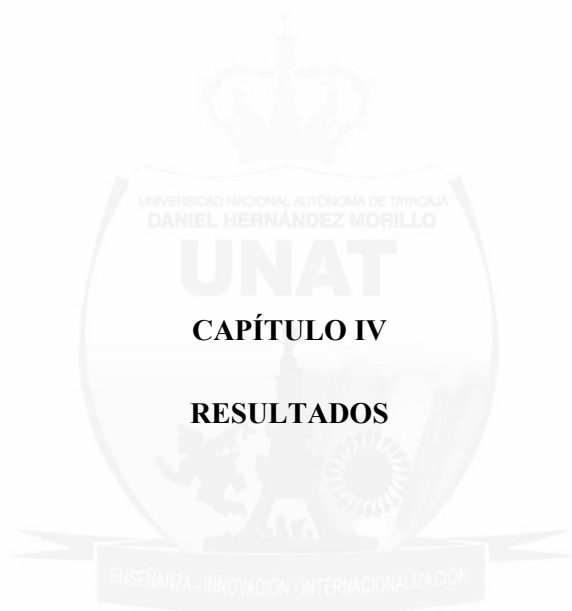 UNIVERSIDAD NACIONAL AUTÓNOMA DE TAYACAJA
DANIEL HERNÁNDEZ MORILLO
UNAT
CAPÍTULO IV
RESULTADOS
ENSEÑANZA - INNOVACIÓN - INTERNACIONALIZACIÓN